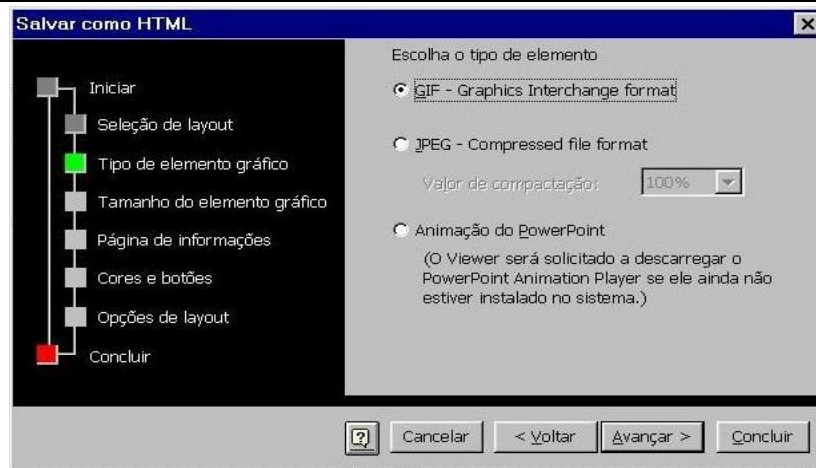 Salvar como HTML
Iniciar
Seleção de layout
Tipo de elemento gráfico
Tamanho do elemento gráfico
Página de informações
Cores e botões
Opções de layout
Concluir
Escolha o tipo de elemento
GIF - Graphics Interchange format
JPEG - Compressed file format
Valor de compactação: 100%
Animação do PowerPoint
(O Viewer será solicitado a descarregar o
PowerPoint Animation Player se ele ainda não
estiver instalado no sistema.)
Cancelar < Voltar Avançar > Concluir